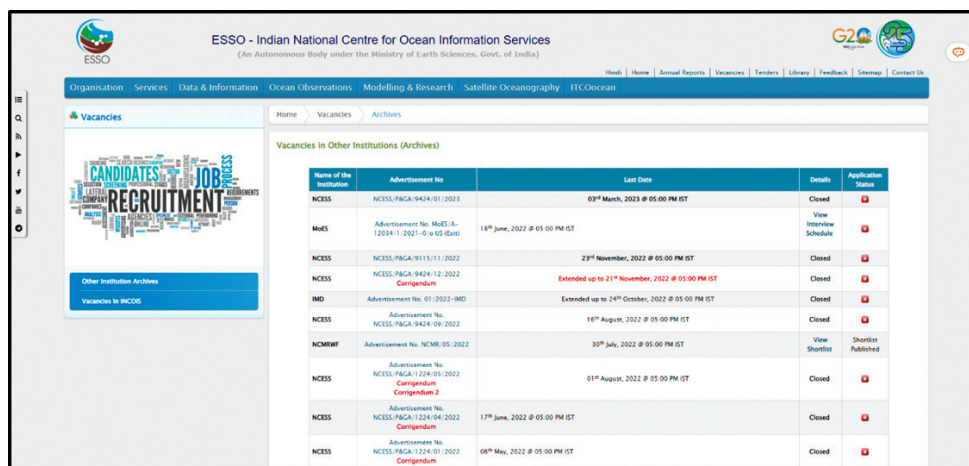 ESSO - Indian National Centre for Ocean Information Services
(An Autonomous Body under the Ministry of Earth Sciences, Govt. of India)
ESSO
G20
25
Hindi | Home | Annual Reports | Vacancies | Tenders | Library | Feedback | Sitemap | Contact Us
Organisation Services Data & Information Ocean Observations Modelling & Research Satellite Oceanography ITCOocean
Vacancies
Home Vacancies Archives
Vacancies in Other Institutions (Archives)
CANDIDATES
JOB
PROCESS
RECRUITMENT
REQUIREMENTS
LATERAL
COMPANY
AGENCIES
SCREENING
Other Institution Archives
Vacancies In INCOIS
Name of the Institution Advertisement No Last Date Details Application Status
NCESS NCESS/P&GA/9424/01/2023 03rd March, 2023 @ 05:00 PM IST Closed
MoES Advertisement No. MoES/A-12034/1/2021-O/o US (Estt) 18th June, 2022 @ 05:00 PM IST View Interview Schedule
NCESS NCESS/P&GA/9115/11/2022 23rd November, 2022 @ 05:00 PM IST Closed
NCESS NCESS/P&GA/9424/12/2022 Corrigendum Extended up to 21st November, 2022 @ 05:00 PM IST Closed
IMD Advertisement No. 01/2022-IMD Extended up to 24th October, 2022 @ 05:00 PM IST Closed
NCESS Advertisement No. NCESS/P&GA/9424/09/2022 16th August, 2022 @ 05:00 PM IST Closed
NCMRWF Advertisement No. NCMR/05/2022 30th July, 2022 @ 05:00 PM IST View Shortlist Shortlist Published
NCESS Advertisement No. NCESS/P&GA/1224/05/2022 Corrigendum Corrigendum 2 01st August, 2022 @ 05:00 PM IST Closed
NCESS Advertisement No. NCESS/P&GA/1224/04/2022 Corrigendum 17th June, 2022 @ 05:00 PM IST Closed
NCESS Advertisement No. NCESS/P&GA/1224/01/2022 Corrigendum 06th May, 2022 @ 05:00 PM IST Closed